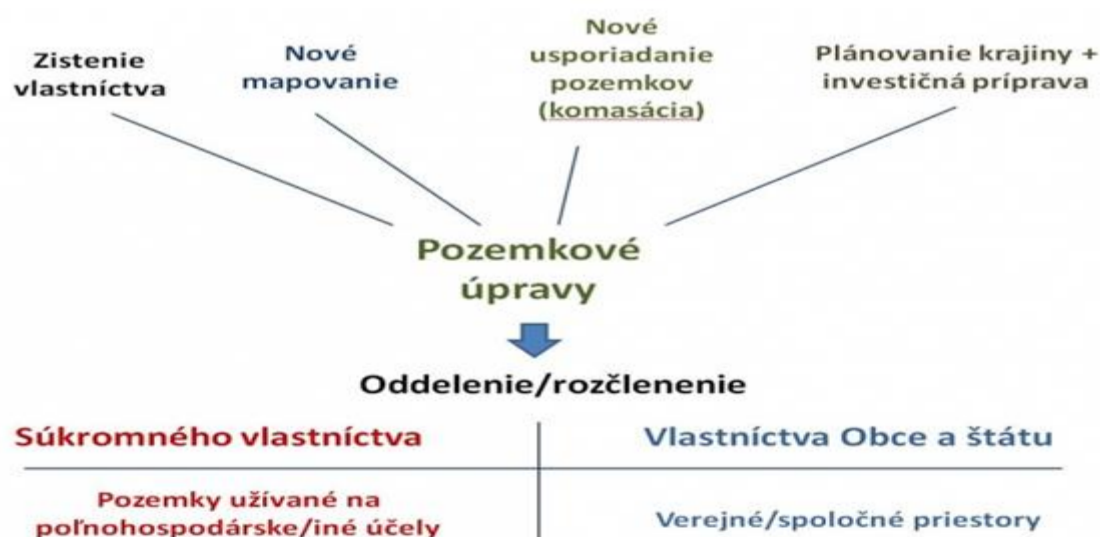 Zistenie
vlastníctva
Nové
mapovanie
Nové
usporiadanie
pozemkov
(komasácia)
Plánovanie krajiny +
investičná príprava
Pozemkové
úpravy
Oddelenie/rozčlenenie
Súkromného vlastníctva
Vlastníctva Obce a štátu
Pozemky užívané na
poľnohospodárske/iné účely
Verejné/spoločné priestory